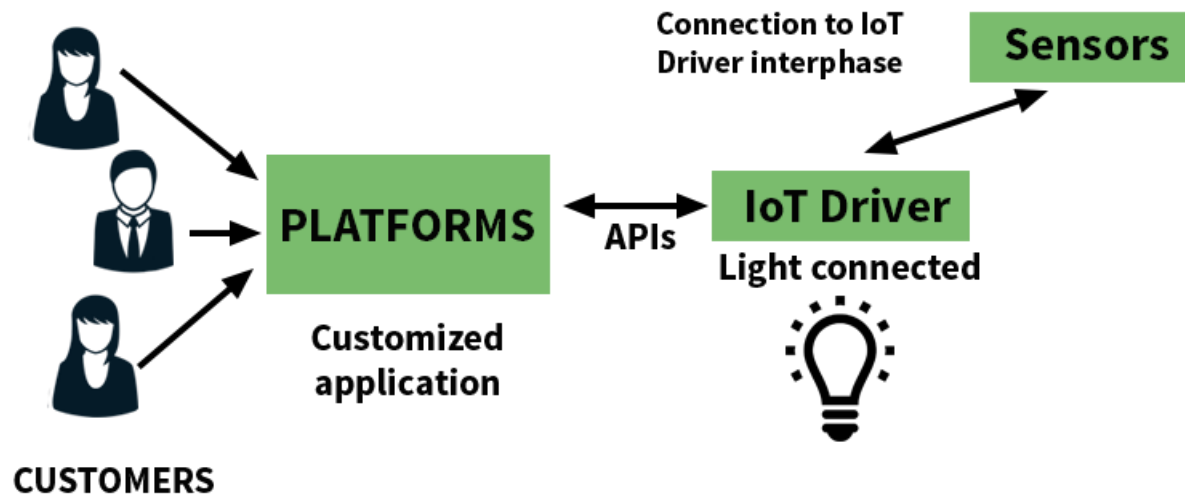 Connection to IoT
Driver interphase
Sensors
PLATFORMS
APIs
IoT Driver
Light connected
Customized
application
CUSTOMERS